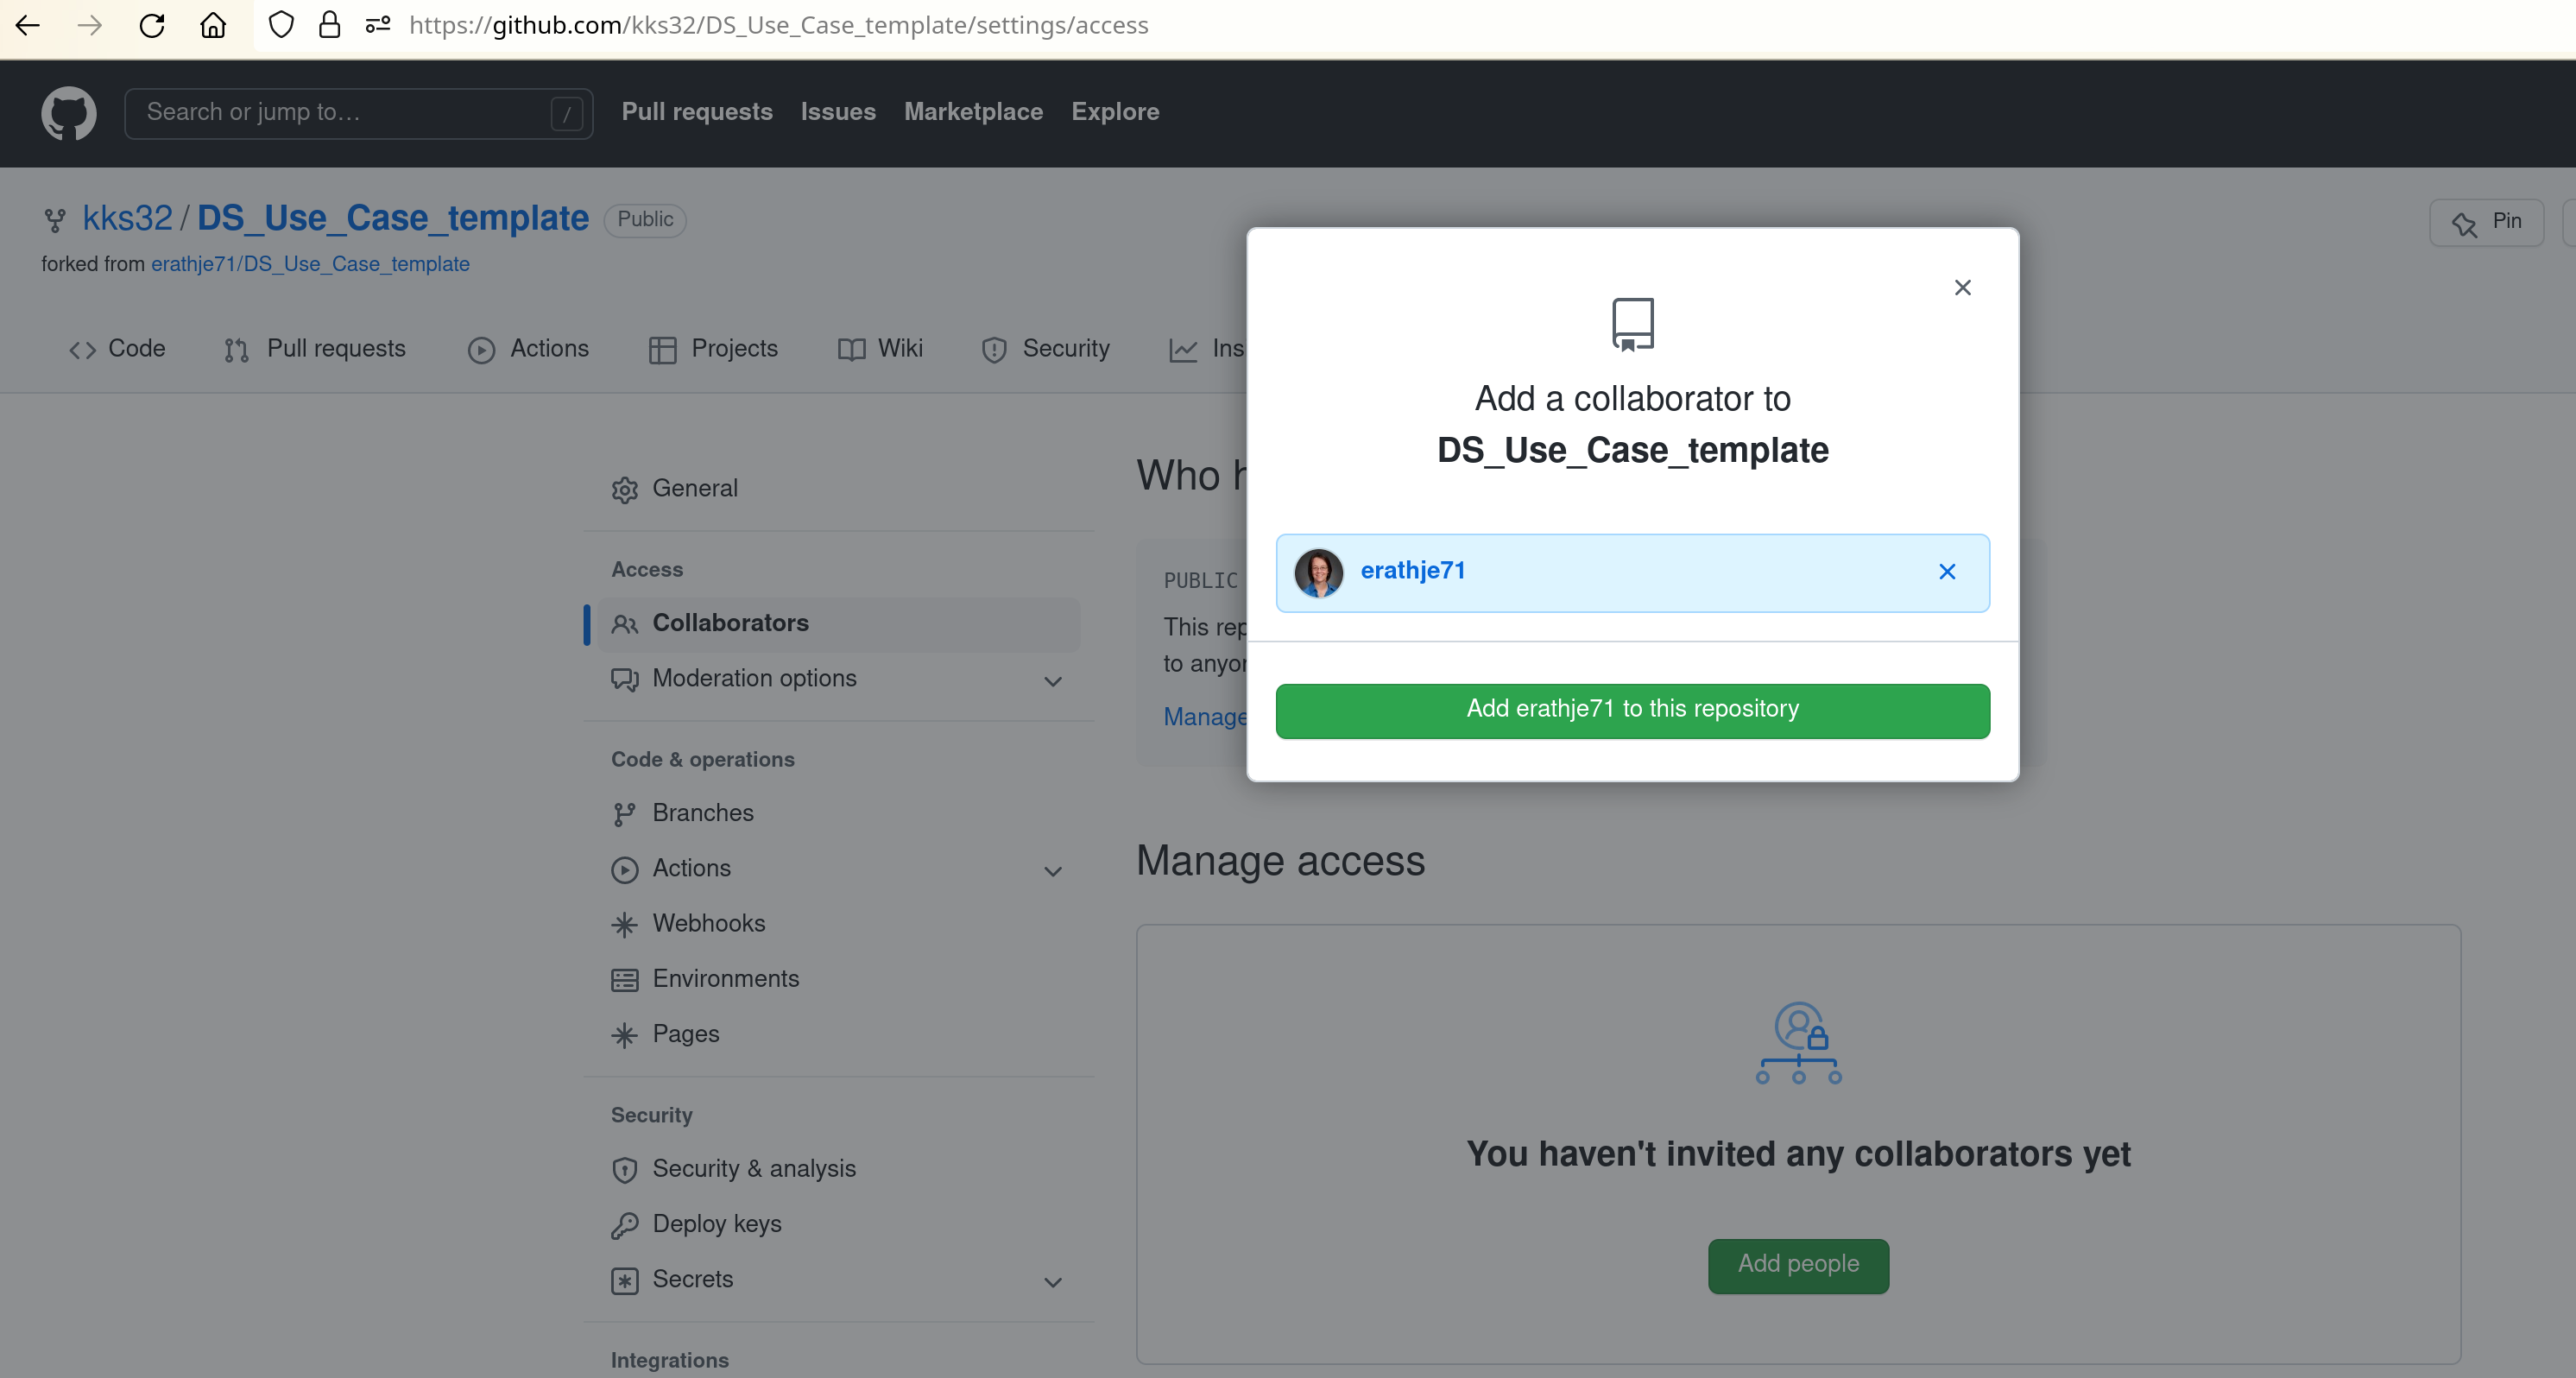 https://github.com/kks32/DS_Use_Case_template/settings/access
Search or jump to…
/
Pull requests
Issues
Marketplace
Explore
kks32 / DS_Use_Case_template
Public
forked from erathje71/DS_Use_Case_template
Pin
Code
Pull requests
Actions
Projects
Wiki
Security
Ins
General
Access
Collaborators
Moderation options
Code & operations
Branches
Actions
Webhooks
Environments
Pages
Security
Security & analysis
Deploy keys
Secrets
Integrations
Who h
PUBLIC
This rep
to anyon
Manage
Add a collaborator to
DS_Use_Case_template
erathje71
Add erathje71 to this repository
Manage access
You haven't invited any collaborators yet
Add people